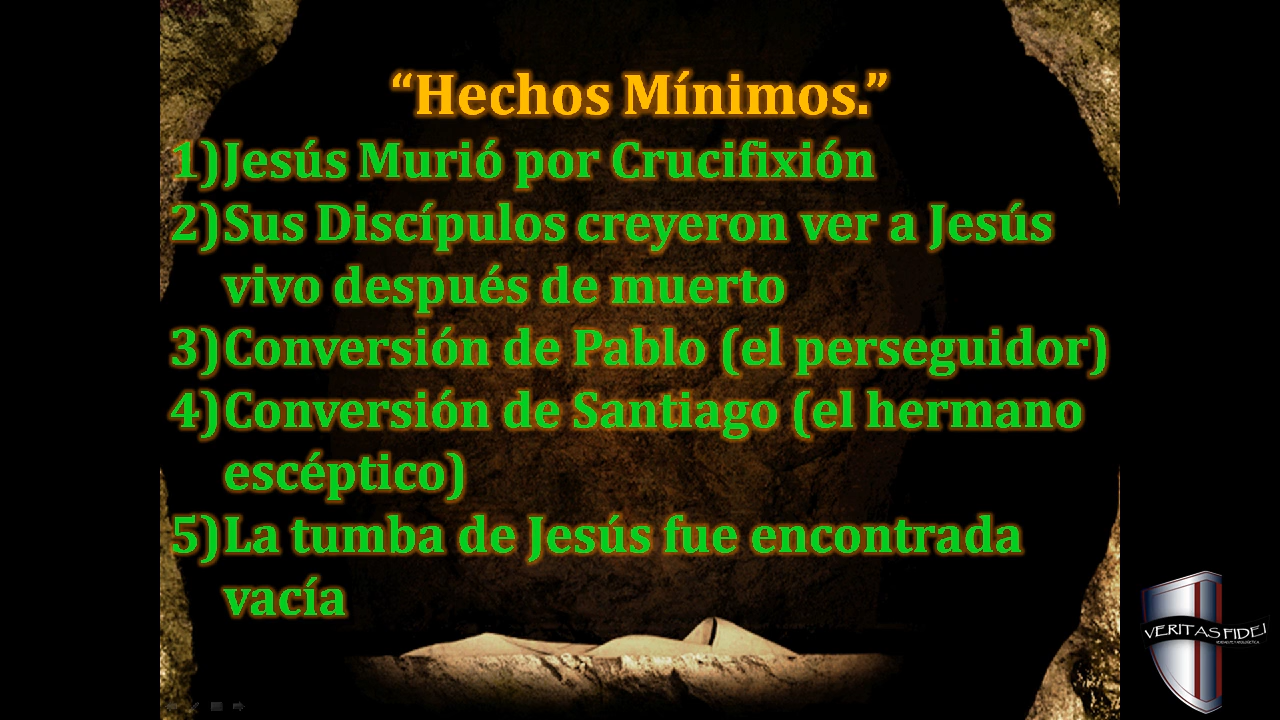 “Hechos Mínimos.”
1)Jesús Murió por Crucifixión
2)Sus Discípulos creyeron ver a Jesús
vivo después de muerto
3)Conversión de Pablo (el perseguidor)
4)Conversión de Santiago (el hermano
escéptico)
5)La tumba de Jesús fue encontrada
vacía
VERITAS FIDEI